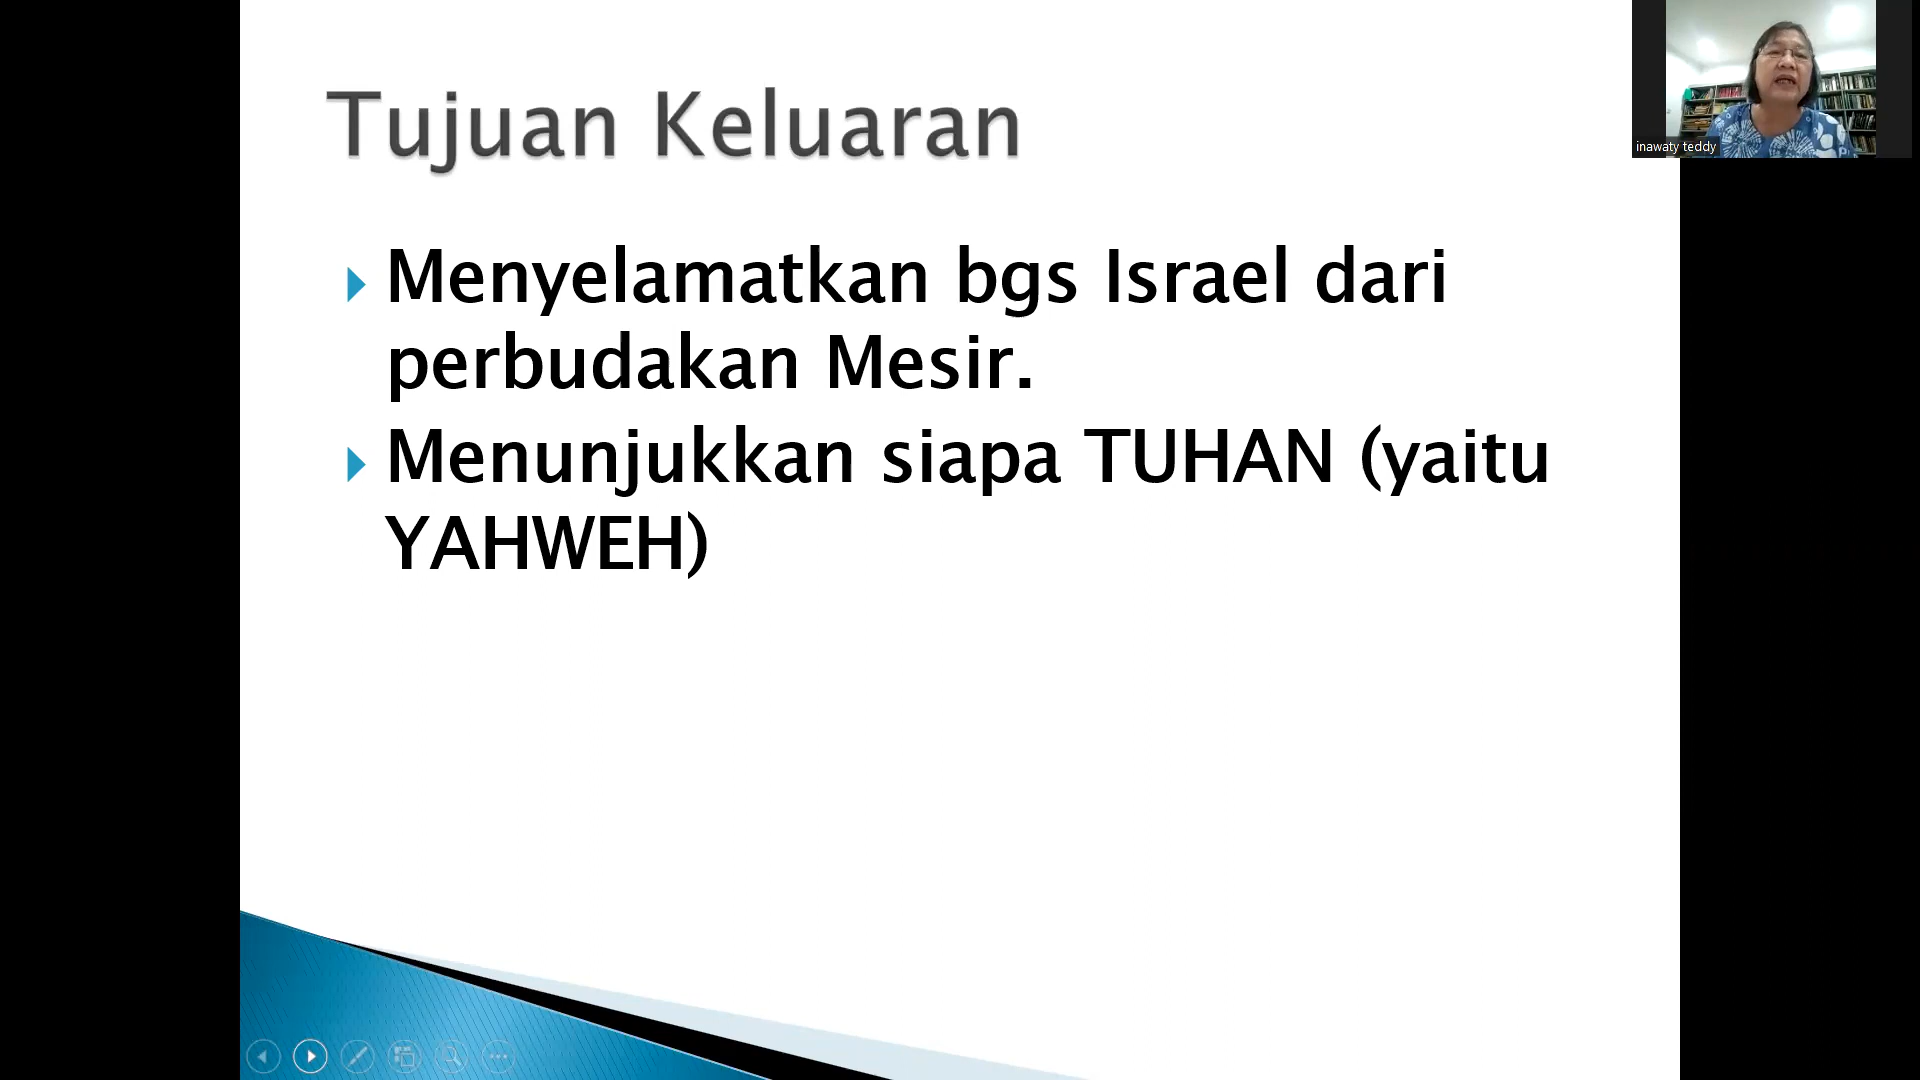 Tujuan Keluaran
Menyelamatkan bgs Israel dari
perbudakan Mesir.
Menunjukkan siapa TUHAN (yaitu
YAHWEH)
inawaty teddy